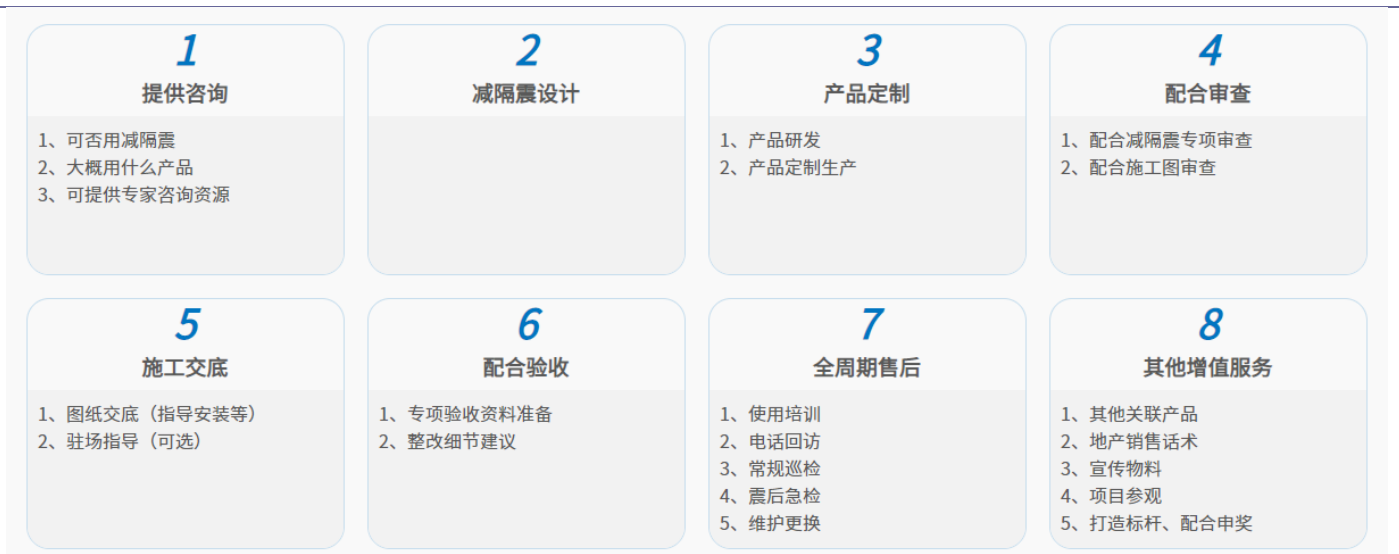 1
提供咨询
1、可否用减隔震
2、大概用什么产品
3、可提供专家咨询资源
2
减隔震设计
3
产品定制
1、产品研发
2、产品定制生产
4
配合审查
1、配合减隔震专项审查
2、配合施工图审查
5
施工交底
1、图纸交底（指导安装等）
2、驻场指导（可选）
6
配合验收
1、专项验收资料准备
2、整改细节建议
7
全周期售后
1、使用培训
2、电话回访
3、常规巡检
4、震后急检
5、维护更换
8
其他增值服务
1、其他关联产品
2、地产销售话术
3、宣传物料
4、项目参观
5、打造标杆、配合申奖